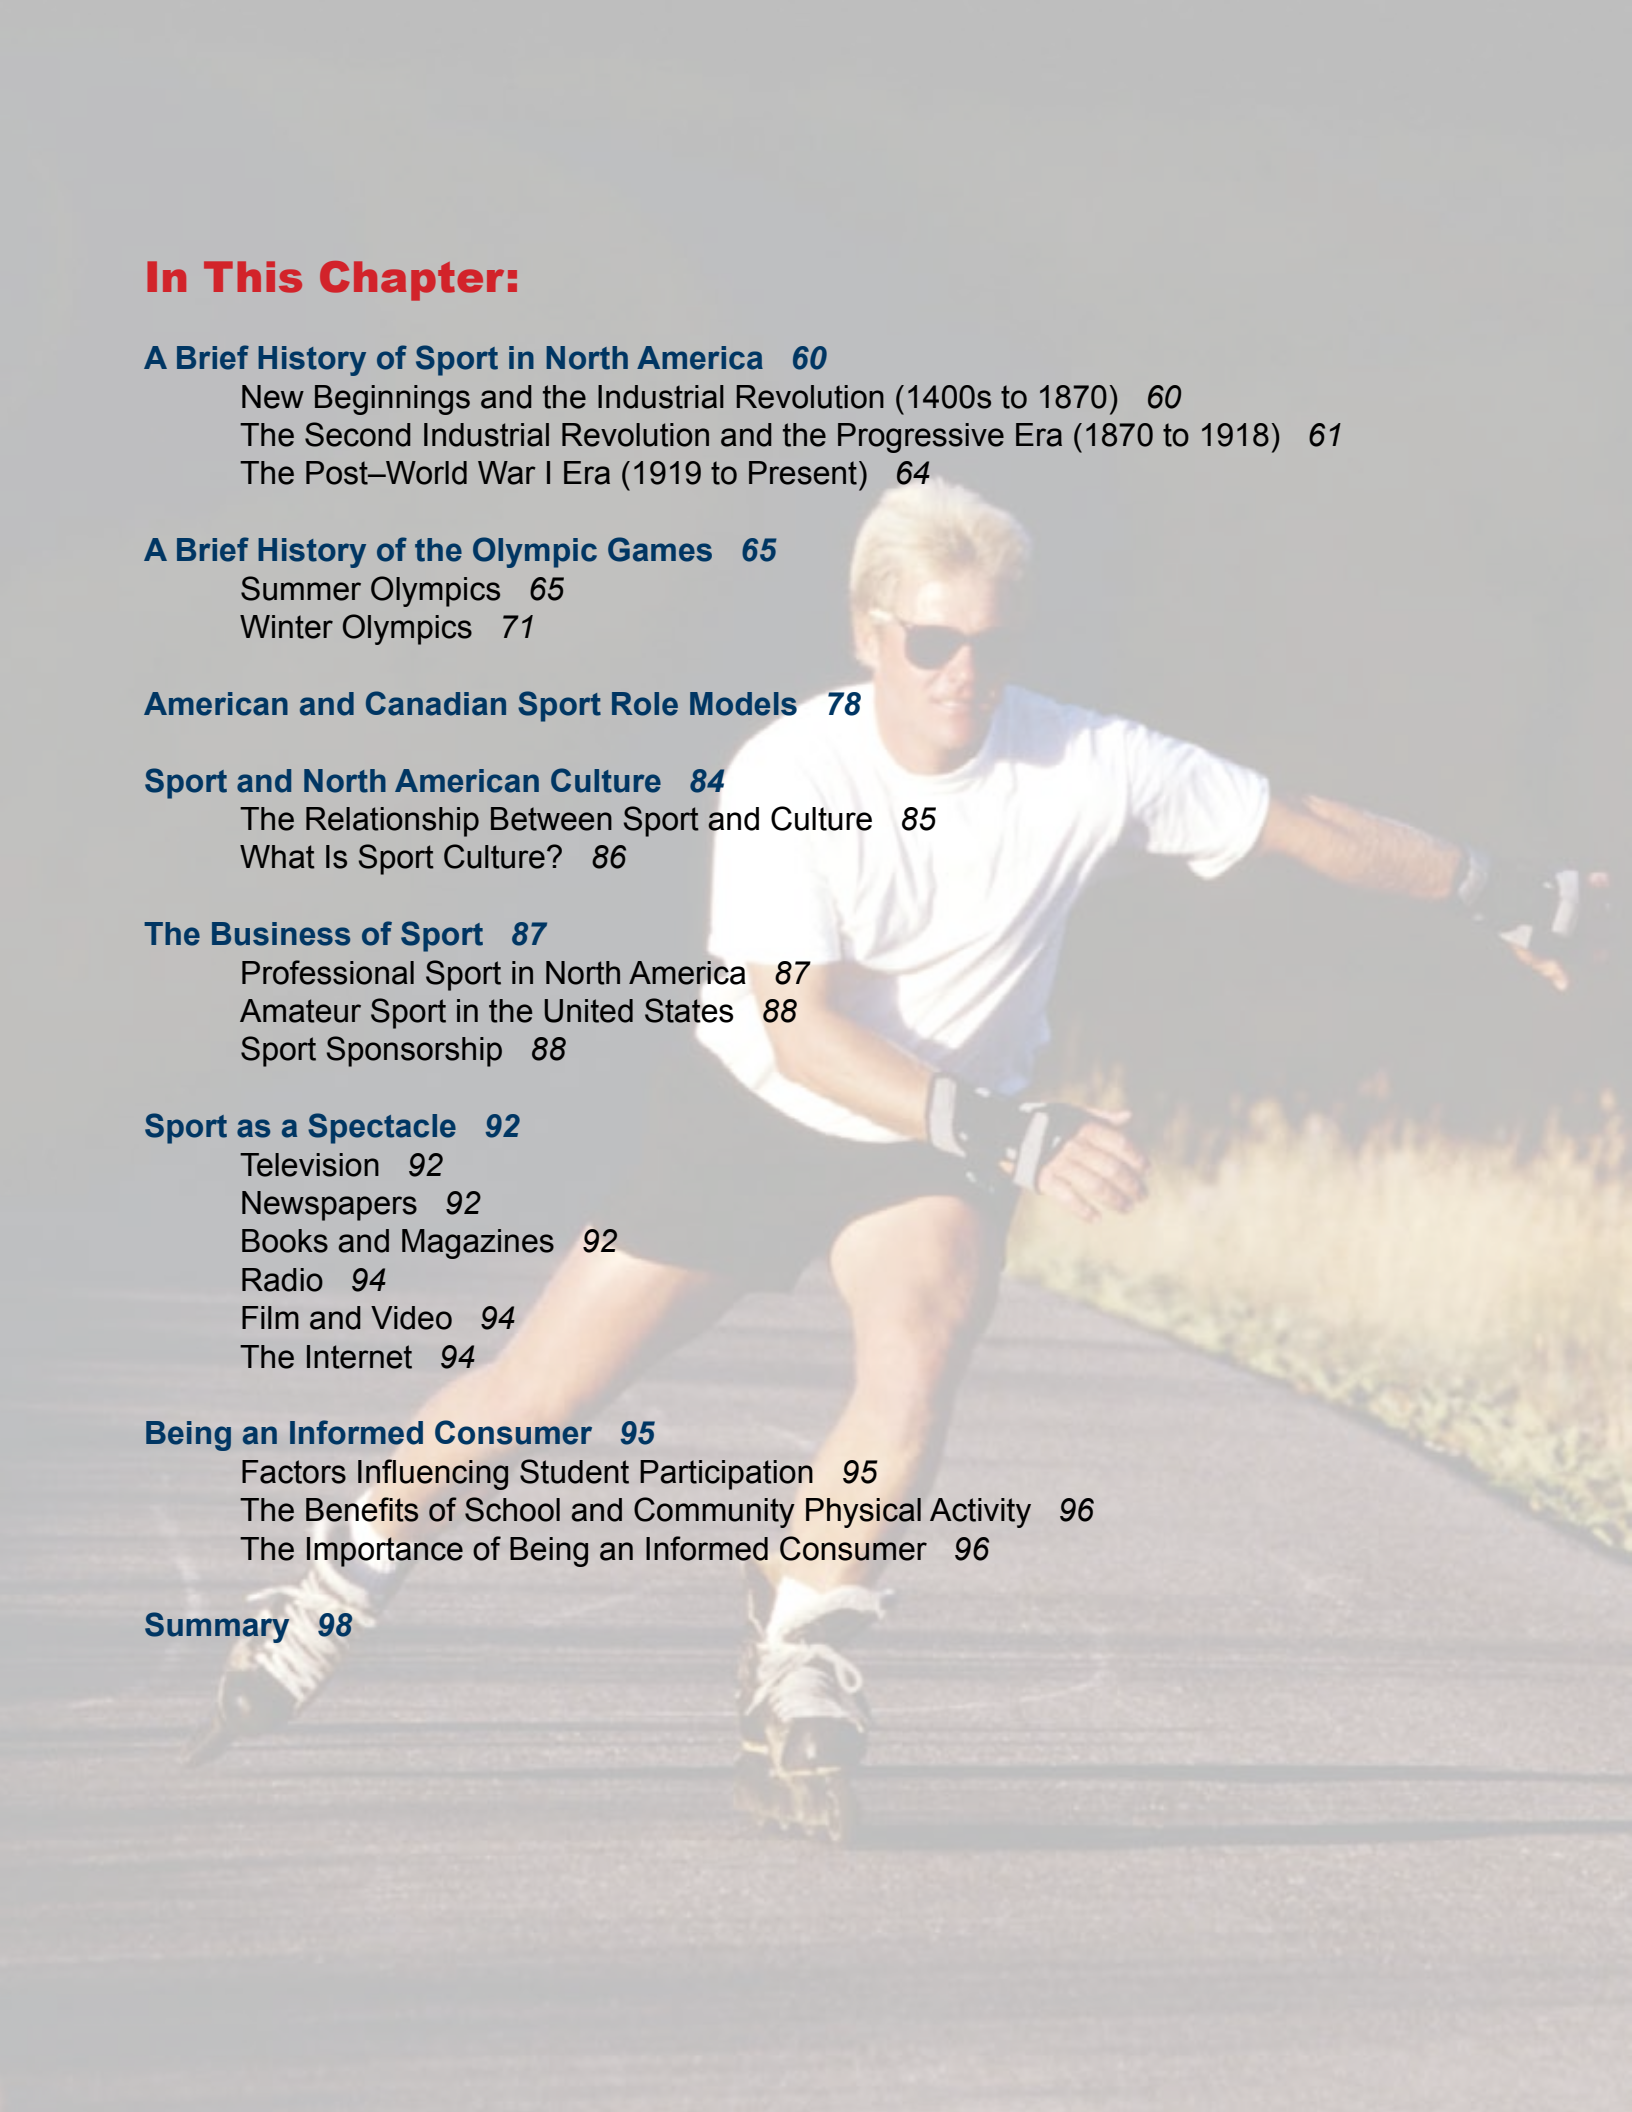 In This Chapter:
A Brief History of Sport in North America 60
New Beginnings and the Industrial Revolution (1400s to 1870) 60
The Second Industrial Revolution and the Progressive Era (1870 to 1918) 61
The Post–World War I Era (1919 to Present) 64
A Brief History of the Olympic Games 65
Summer Olympics 65
Winter Olympics 71
American and Canadian Sport Role Models 78
Sport and North American Culture 84
The Relationship Between Sport and Culture 85
What Is Sport Culture? 86
The Business of Sport 87
Professional Sport in North America 87
Amateur Sport in the United States 88
Sport Sponsorship 88
Sport as a Spectacle 92
Television 92
Newspapers 92
Books and Magazines 92
Radio 94
Film and Video 94
The Internet 94
Being an Informed Consumer 95
Factors Influencing Student Participation 95
The Benefits of School and Community Physical Activity 96
The Importance of Being an Informed Consumer 96
Summary 98